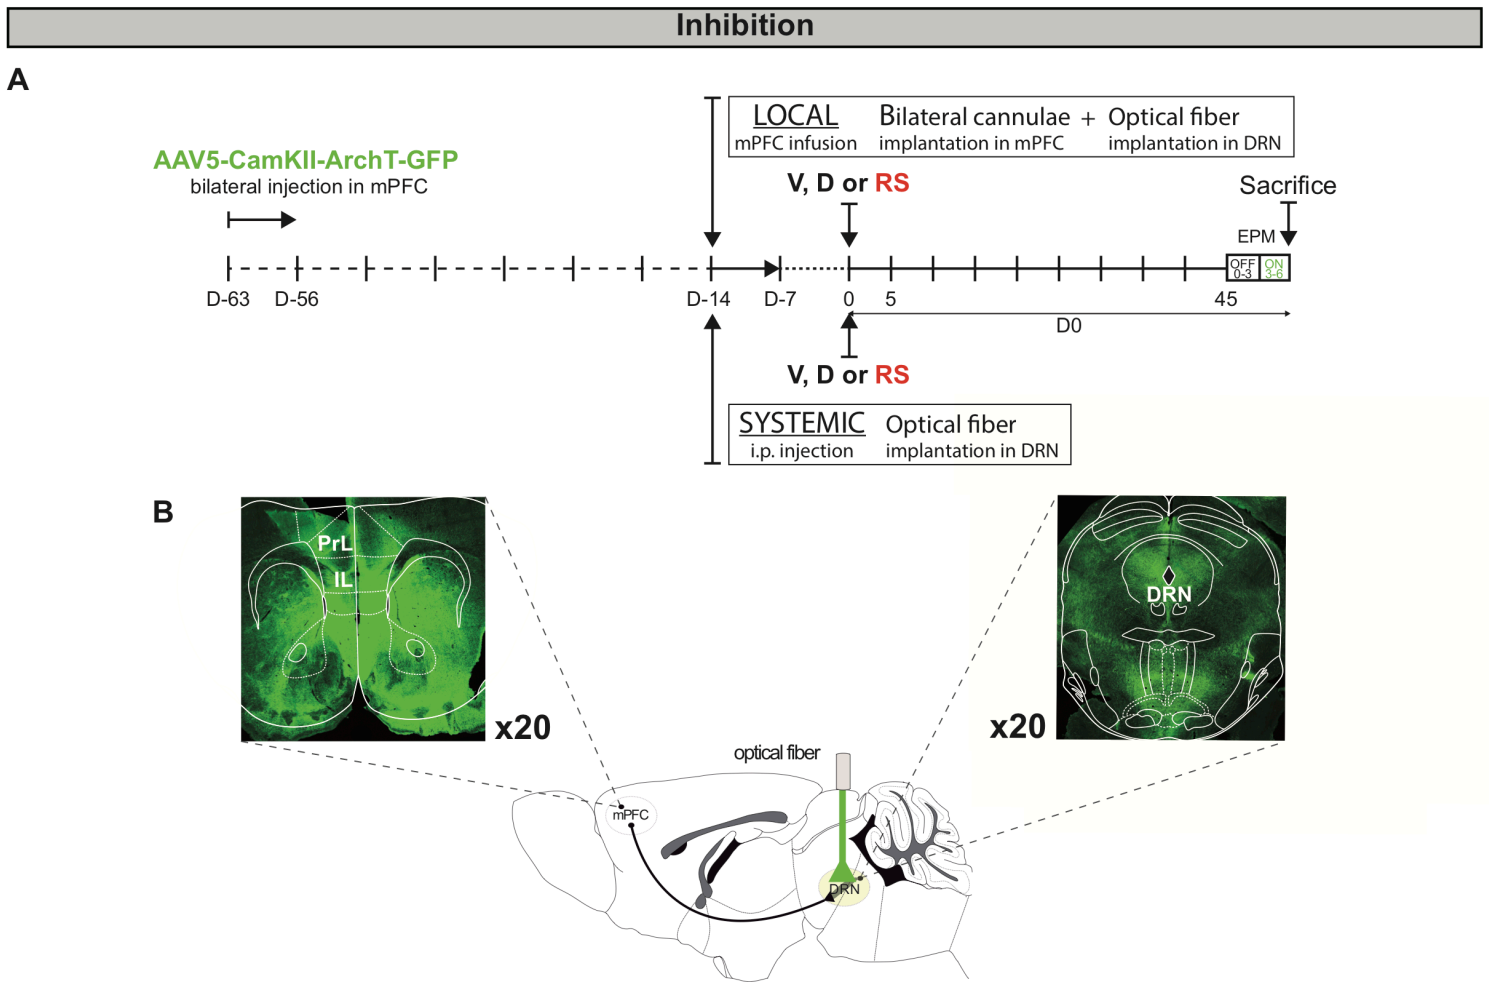 Inhibition
A
LOCAL Bilateral cannulae + Optical fiber
mPFC infusion implantation in mPFC implantation in DRN
AAV5-CamKII-ArchT-GFP
bilateral injection in mPFC
V, D or RS
Sacrifice
EPM
OFF ON
0-3 3-6
D-63 D-56 D-14 D-7 0 5 45
D0
V, D or RS
SYSTEMIC Optical fiber
i.p. injection implantation in DRN
B
PrL
IL
DRN
x20
x20
optical fiber
mPFC
DRN